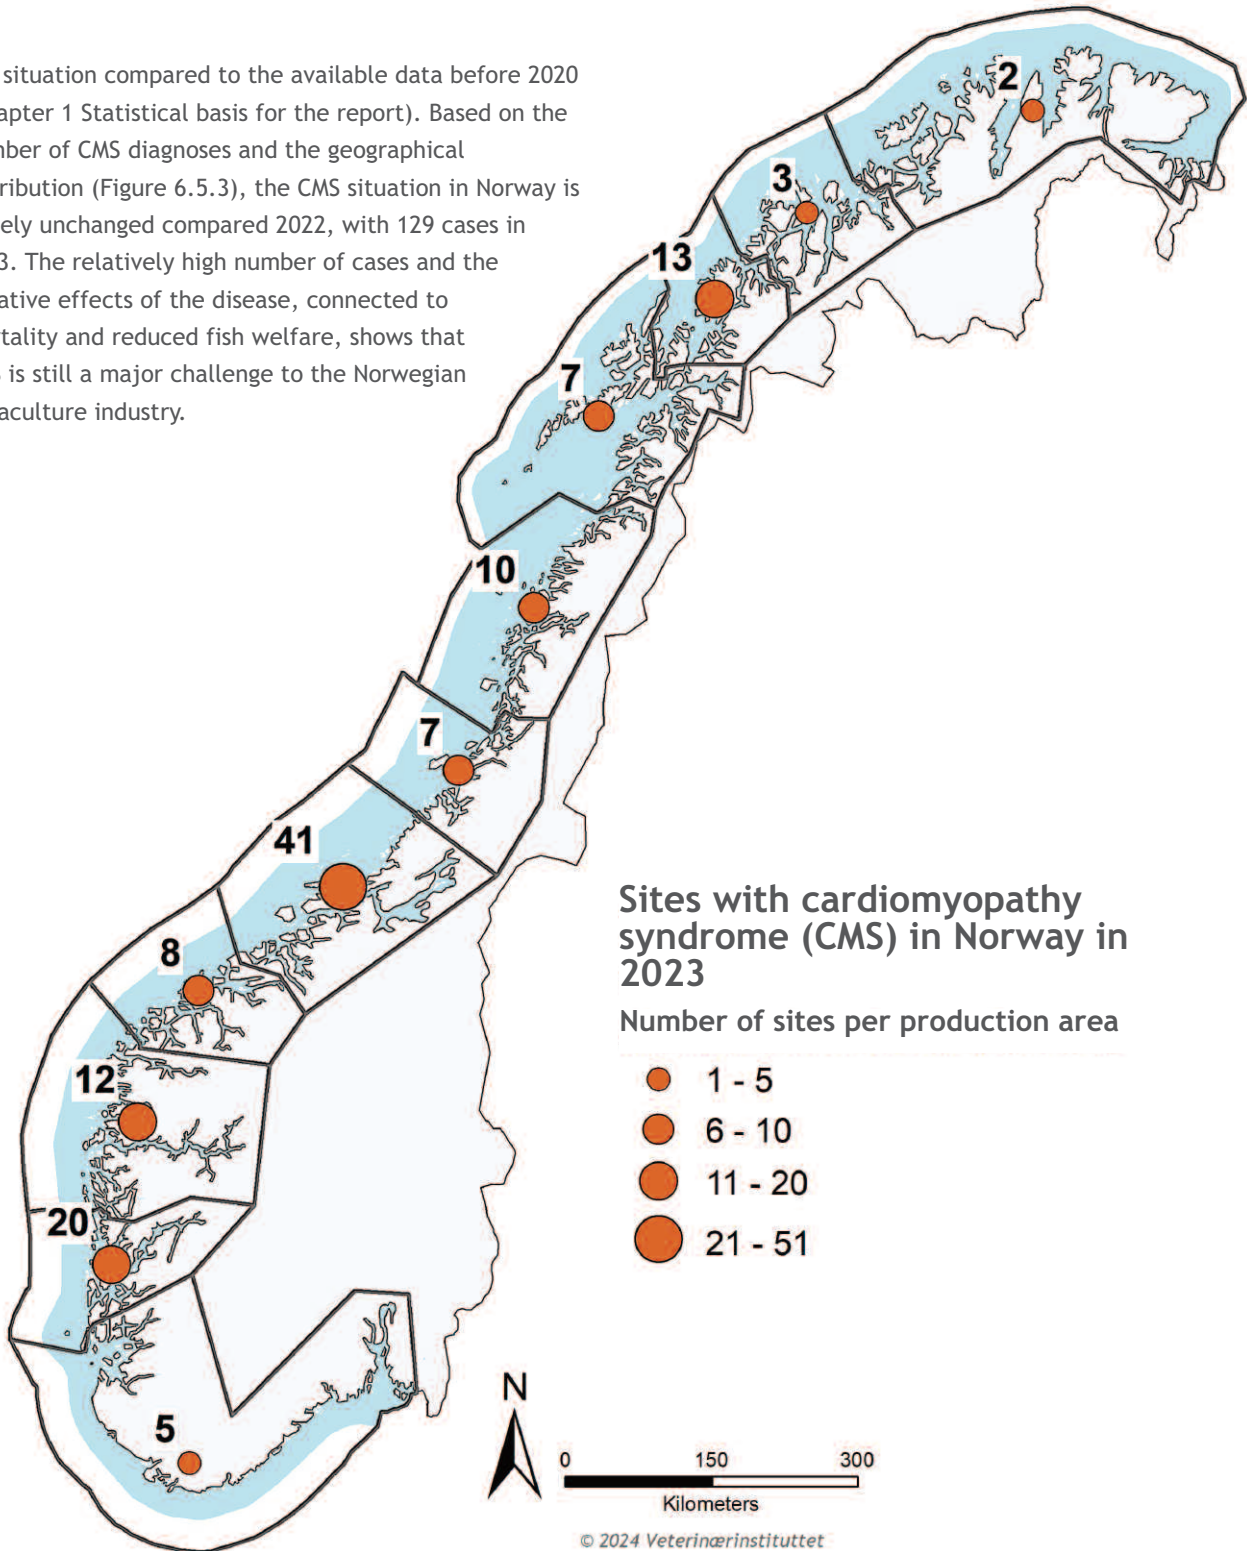 situation compared to the available data before 2020
apter 1 Statistical basis for the report). Based on the
ber of CMS diagnoses and the geographical
ribution (Figure 6.5.3), the CMS situation in Norway is
ely unchanged compared 2022, with 129 cases in
3. The relatively high number of cases and the
ative effects of the disease, connected to
tality and reduced fish welfare, shows that
is still a major challenge to the Norwegian
aculture industry.
2
3
13
7
10
7
41
8
12
20
5
Sites with cardiomyopathy
syndrome (CMS) in Norway in
2023
Number of sites per production area
1 - 5
6 - 10
11 - 20
21 - 51
N
0 150 300
Kilometers
© 2024 Veterinærinstituttet